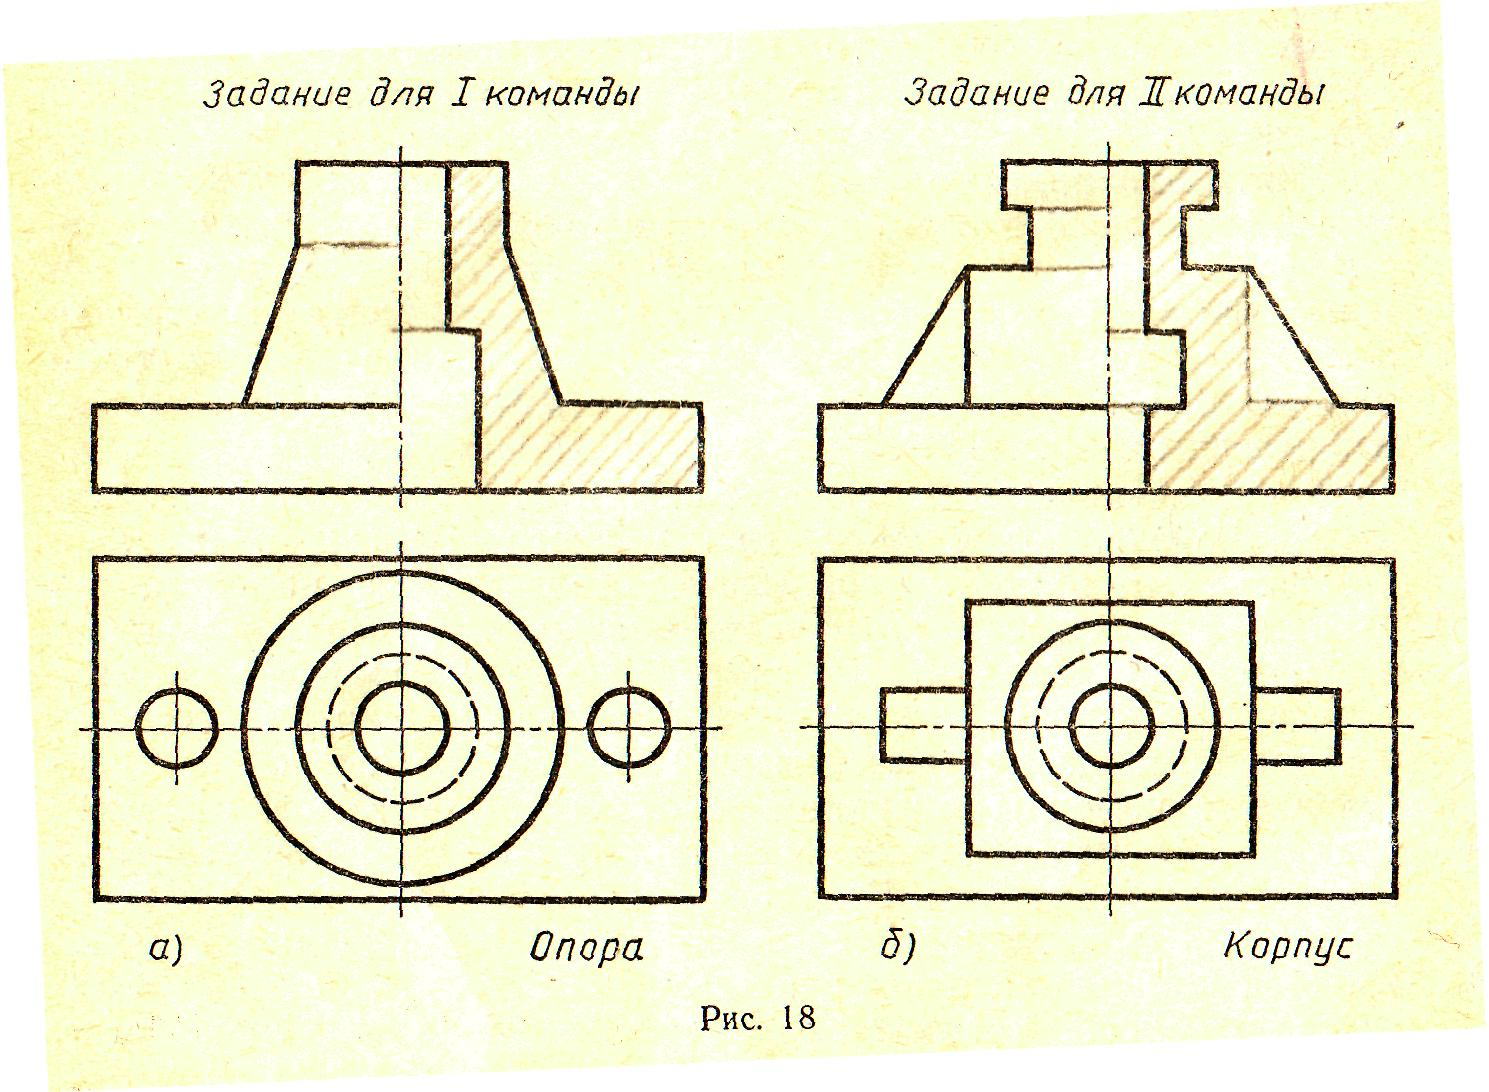 Задание для I команды
Задание для II команды
а) Опора
б) Корпус
Рис. 18